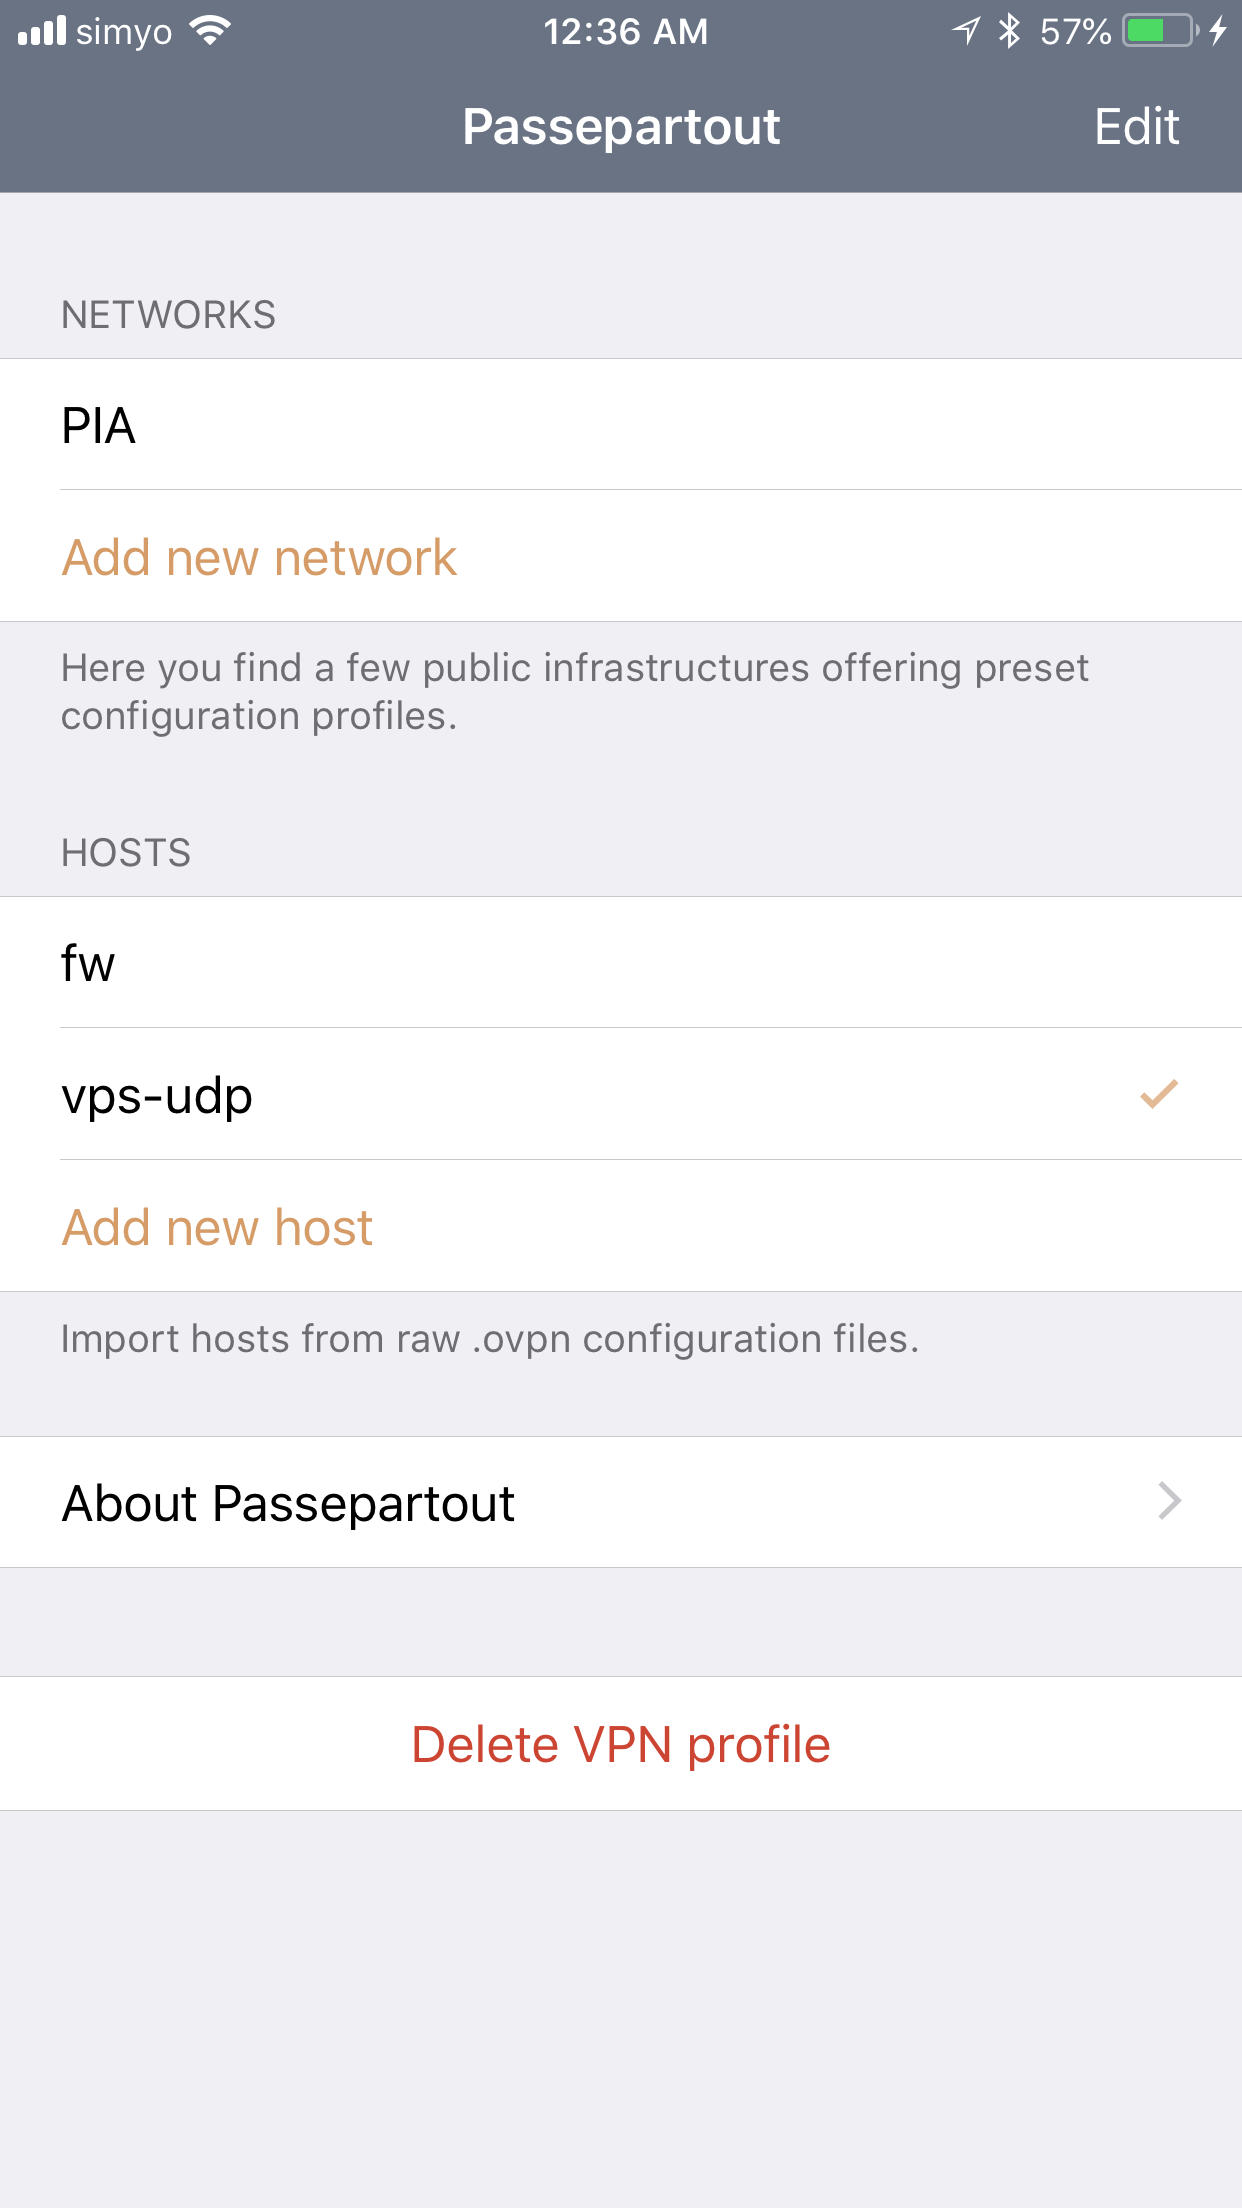 simyo 12:36 AM 57%
Passepartout Edit
NETWORKS
PIA
Add new network
Here you find a few public infrastructures offering preset
configuration profiles.
HOSTS
fw
vps-udp
Add new host
Import hosts from raw .ovpn configuration files.
About Passepartout
Delete VPN profile